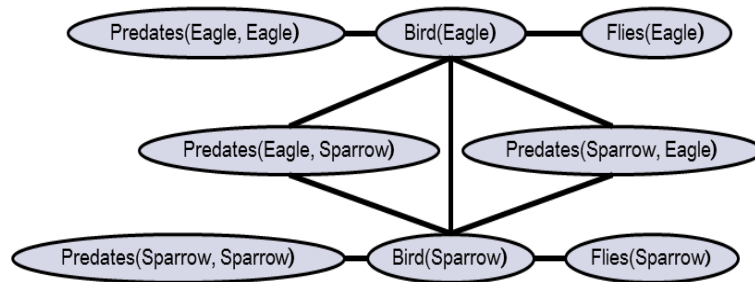 Predates(Eagle, Eagle)
Bird(Eagle)
Flies(Eagle)
Predates(Eagle, Sparrow)
Predates(Sparrow, Eagle)
Predates(Sparrow, Sparrow)
Bird(Sparrow)
Flies(Sparrow)